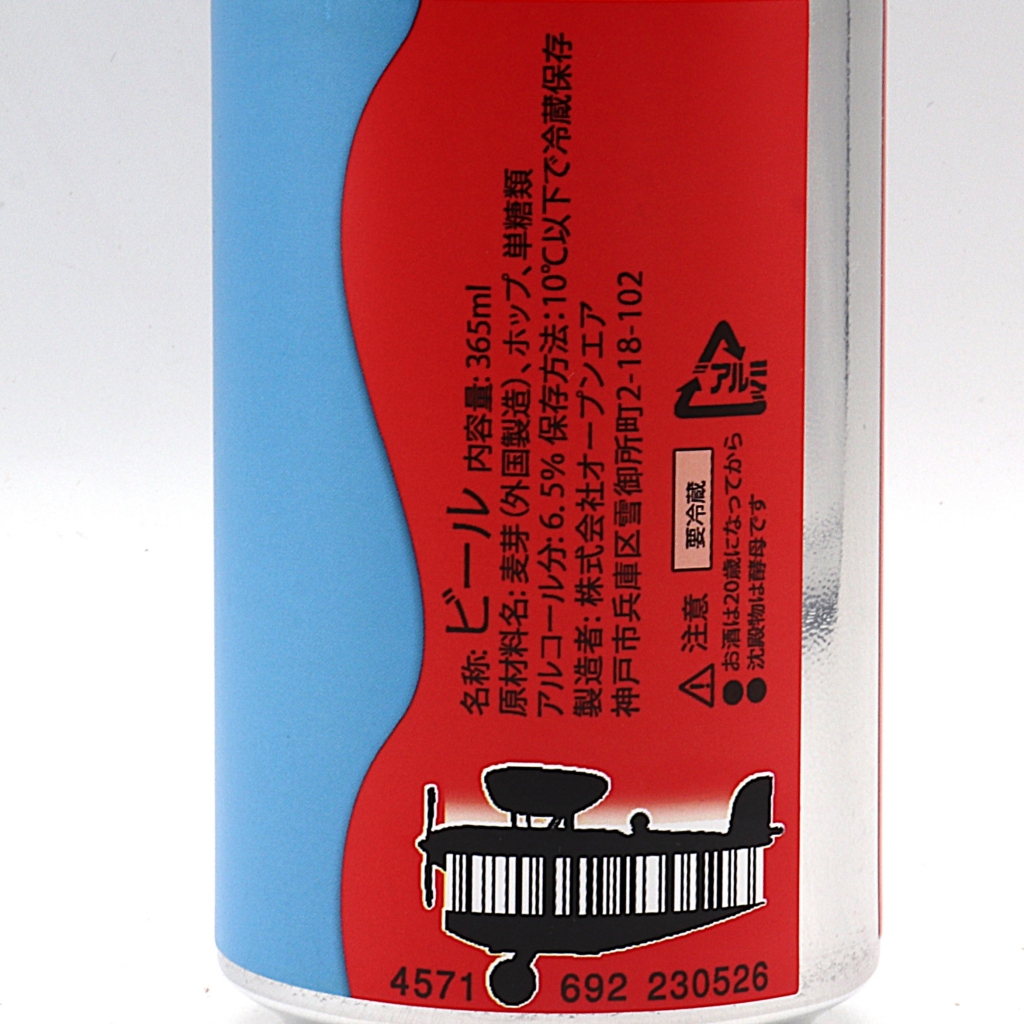 名称: ビール 内容量: 365ml
原材料名: 麦芽(外国製造)、ホップ、単糖類
アルコール分: 6.5% 保存方法:10℃以下で冷蔵保存
製造者: 株式会社オープンエア
神戸市兵庫区雪御所町2-18-102
注意 要冷蔵 アルミ
●お酒は20歳になってから
●沈殿物は酵母です
4571 692 230526